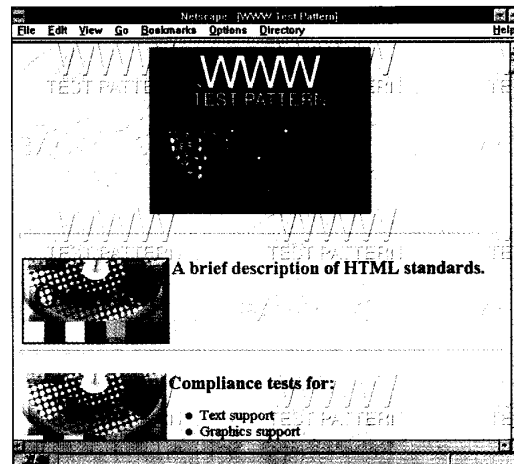 Netscape - [WWW Test Pattern]
File Edit View Go Bookmarks Options Directory Help
WWW
TEST PATTERN
A brief description of HTML standards.
Compliance tests for:
• Text support
• Graphics support